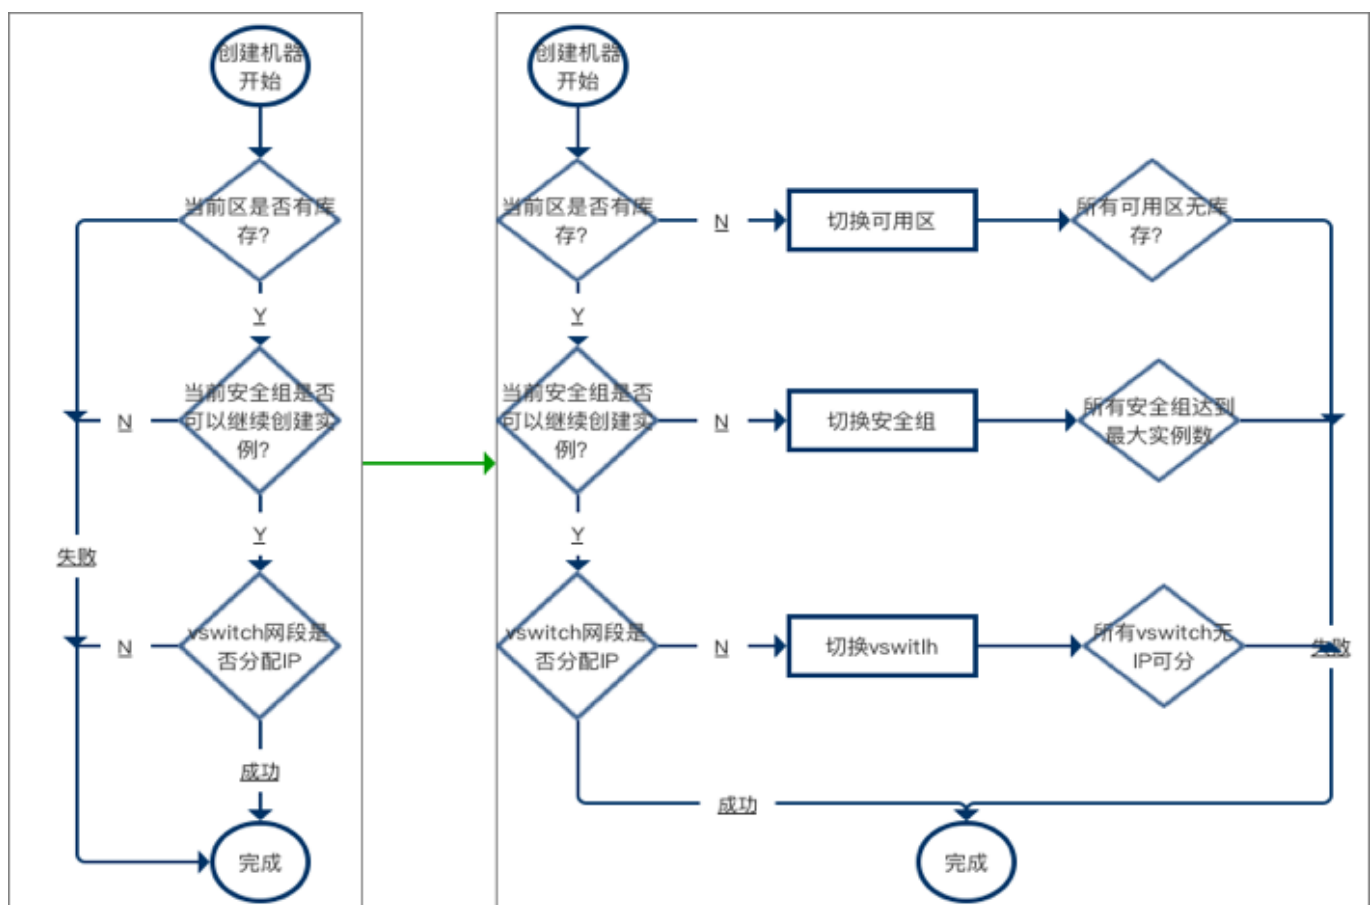 创建机器
开始
当前区是否有库
存?
Y
当前安全组是否
可以继续创建实
例?
N
Y
失败
vswitch网段是
否分配IP
N
成功
完成
创建机器
开始
当前区是否有库
存?
N
切换可用区
所有可用区无库
存?
Y
当前安全组是否
可以继续创建实
例?
N
切换安全组
所有安全组达到
最大实例数
Y
vswitch网段是
否分配IP
N
切换vswitlh
所有vswitch无
IP可分
失败
成功
完成